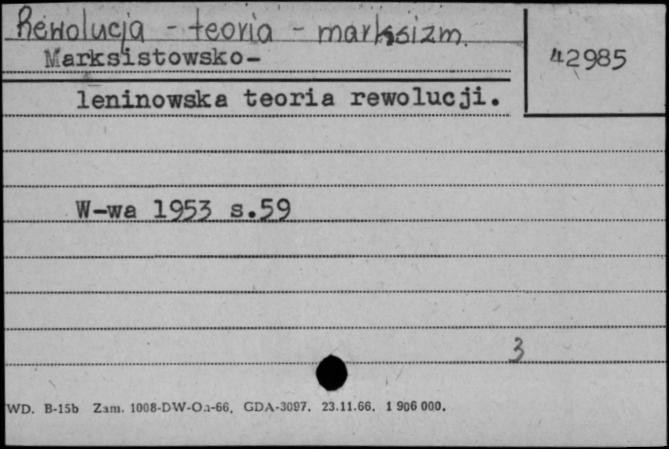 Rewolucja - teoria - marksizm.
42985
Marksistowsko-
leninowska teoria rewolucji.
W-wa 1953 s.59
3
WD. B-15b Zam. 1008-DW-Oa-66. GDA-3097. 23.11.66. 1 906 000.